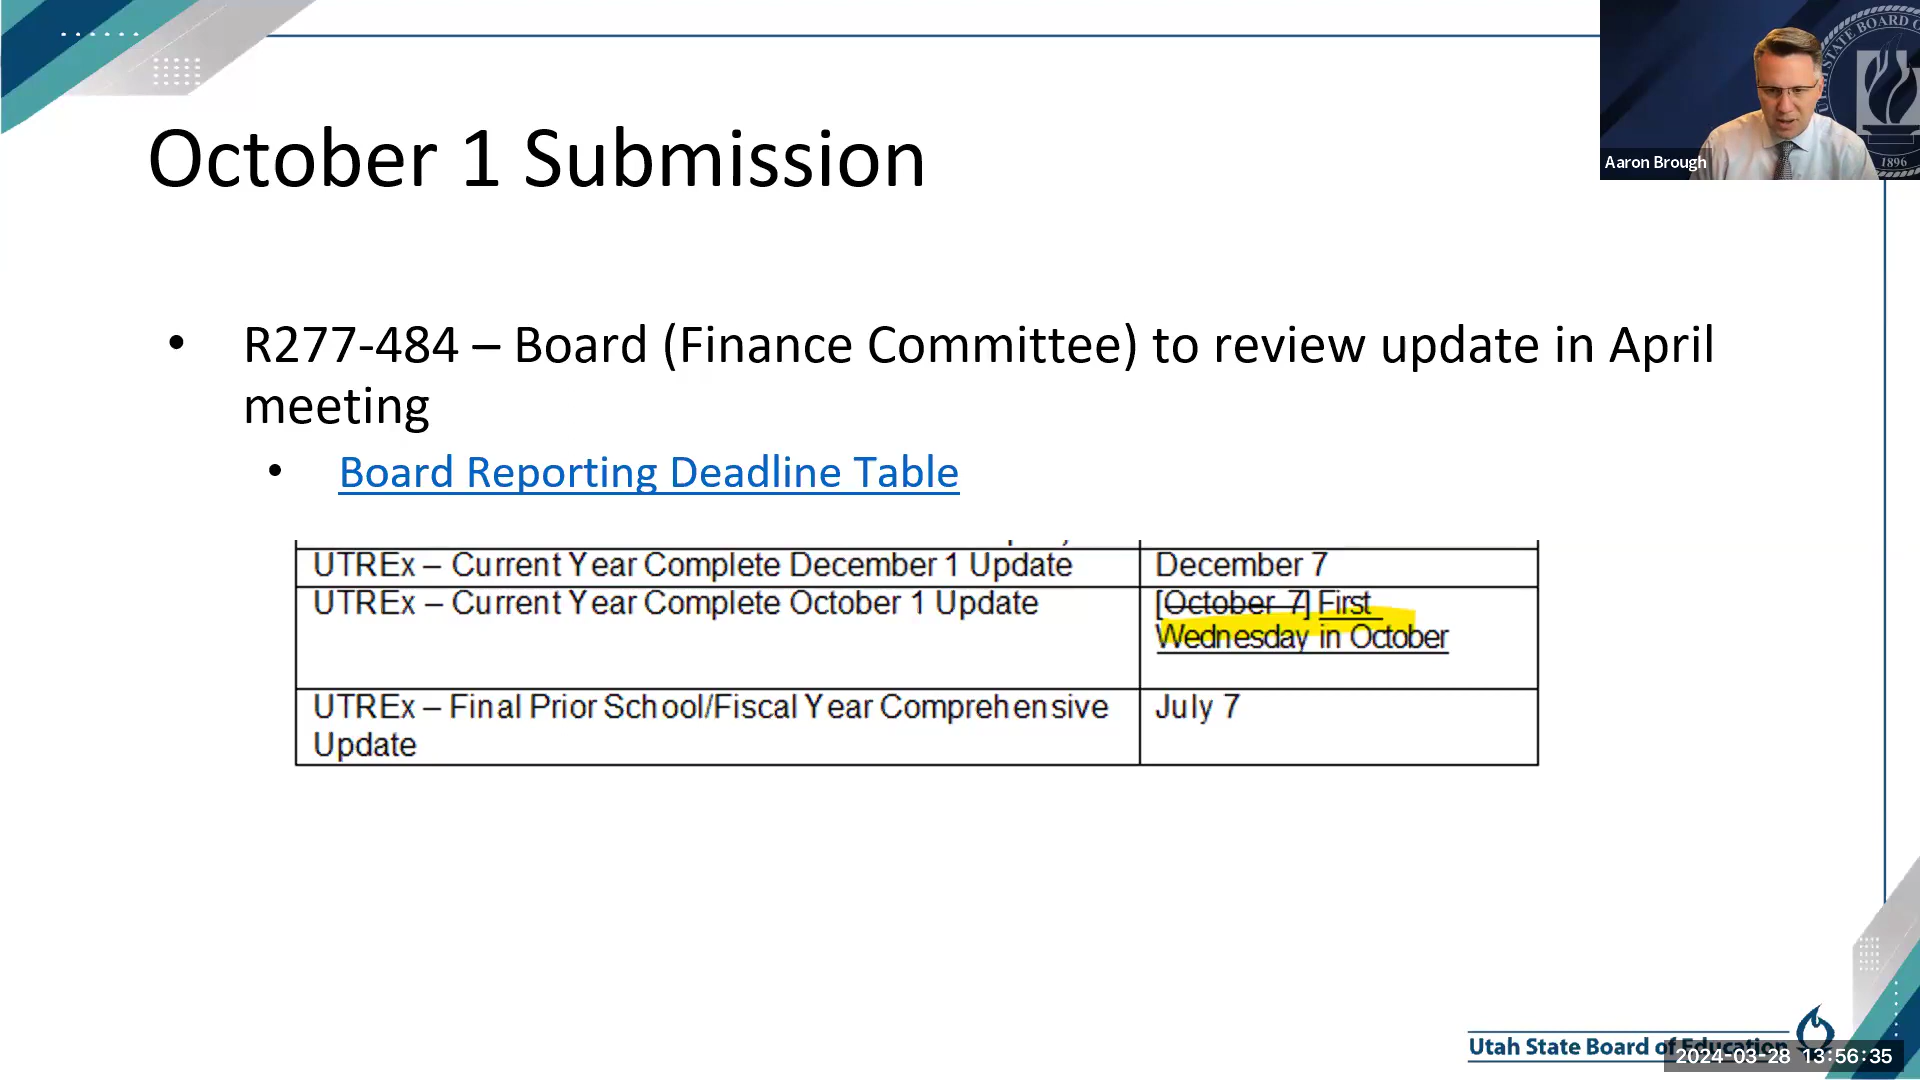 October 1 Submission
Aaron Brough
1896
• R277-484 – Board (Finance Committee) to review update in April
meeting
• Board Reporting Deadline Table
UTREx – Current Year Complete December 1 Update December 7
UTREx – Current Year Complete October 1 Update [October 7] First
Wednesday in October
UTREx – Final Prior School/Fiscal Year Comprehensive July 7
Update
Utah State Board of Education
2024-03-28 13:56:35